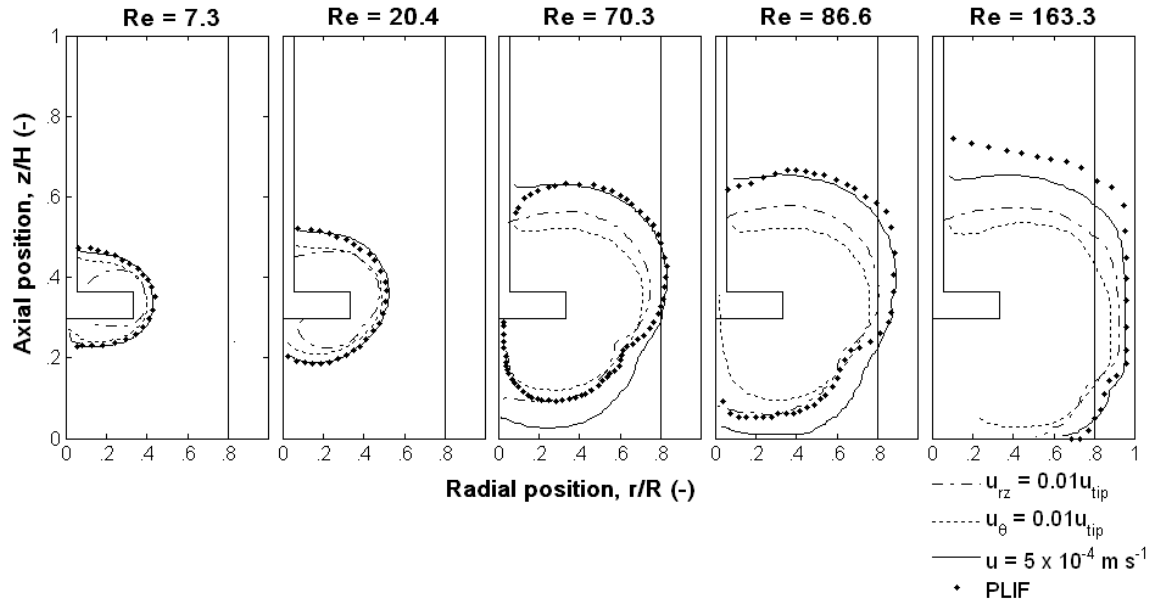 Re = 7.3 Re = 20.4 Re = 70.3 Re = 86.6 Re = 163.3
1
.8
.6
.4
.2
0
Axial position, z/H (-)
0 .2 .4 .6 .8 0 .2 .4 .6 .8 0 .2 .4 .6 .8 0 .2 .4 .6 .8 0 .2 .4 .6 .8 1
Radial position, r/R (-)
u_rz = 0.01u_tip
u_θ = 0.01u_tip
u = 5 x 10⁻⁴ m s⁻¹
PLIF